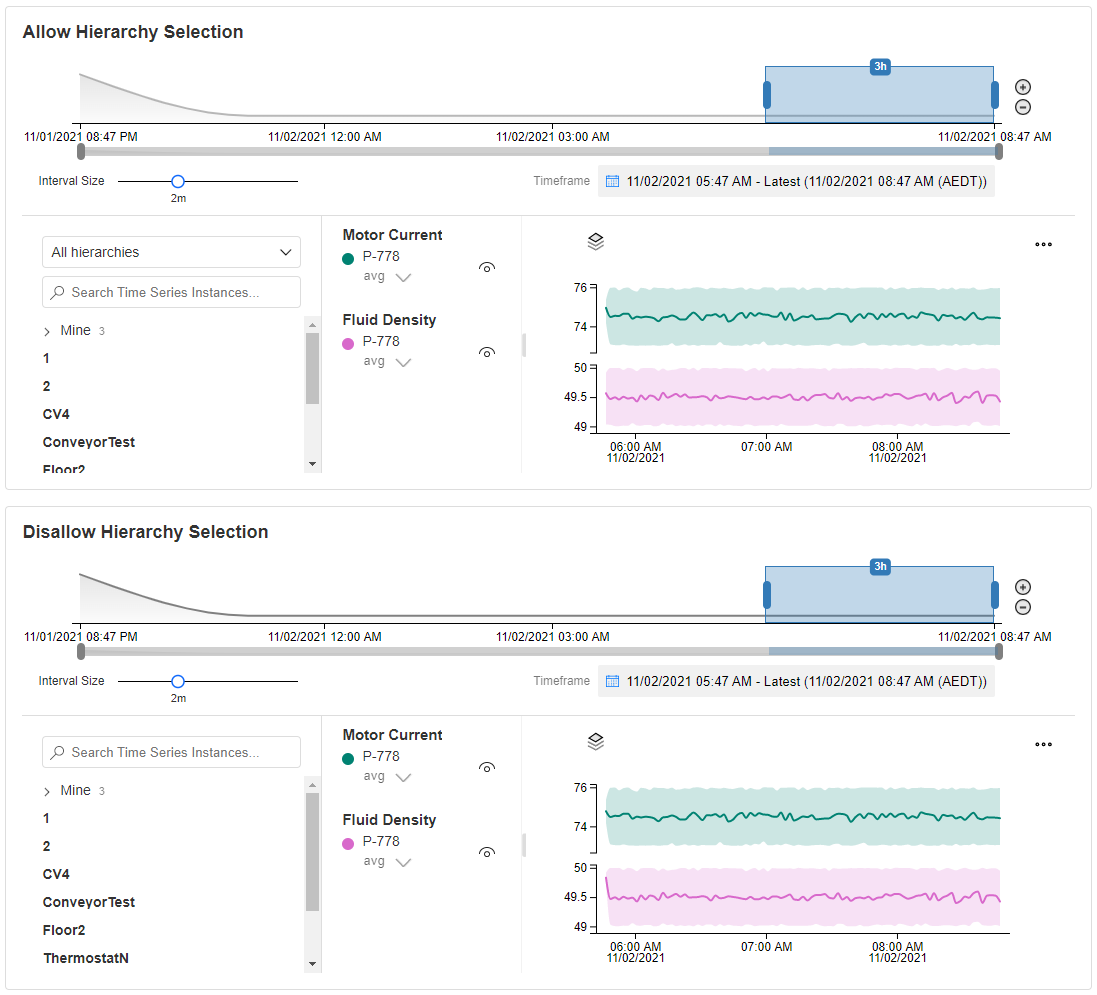 Allow Hierarchy Selection
3h
11/01/2021 08:47 PM 11/02/2021 12:00 AM 11/02/2021 03:00 AM 11/02/2021 08:47 AM
Interval Size
2m
Timeframe 11/02/2021 05:47 AM - Latest (11/02/2021 08:47 AM (AEDT))
All hierarchies
Search Time Series Instances...
Mine 3
1
2
CV4
ConveyorTest
Floor2
Motor Current
P-778
avg
Fluid Density
P-778
avg
76
74
50
49.5
49
06:00 AM 07:00 AM 08:00 AM
11/02/2021 11/02/2021
Disallow Hierarchy Selection
3h
11/01/2021 08:47 PM 11/02/2021 12:00 AM 11/02/2021 03:00 AM 11/02/2021 08:47 AM
Interval Size
2m
Timeframe 11/02/2021 05:47 AM - Latest (11/02/2021 08:47 AM (AEDT))
Search Time Series Instances...
Mine 3
1
2
CV4
ConveyorTest
Floor2
ThermostatN
Motor Current
P-778
avg
Fluid Density
P-778
avg
76
74
50
49.5
49
06:00 AM 07:00 AM 08:00 AM
11/02/2021 11/02/2021